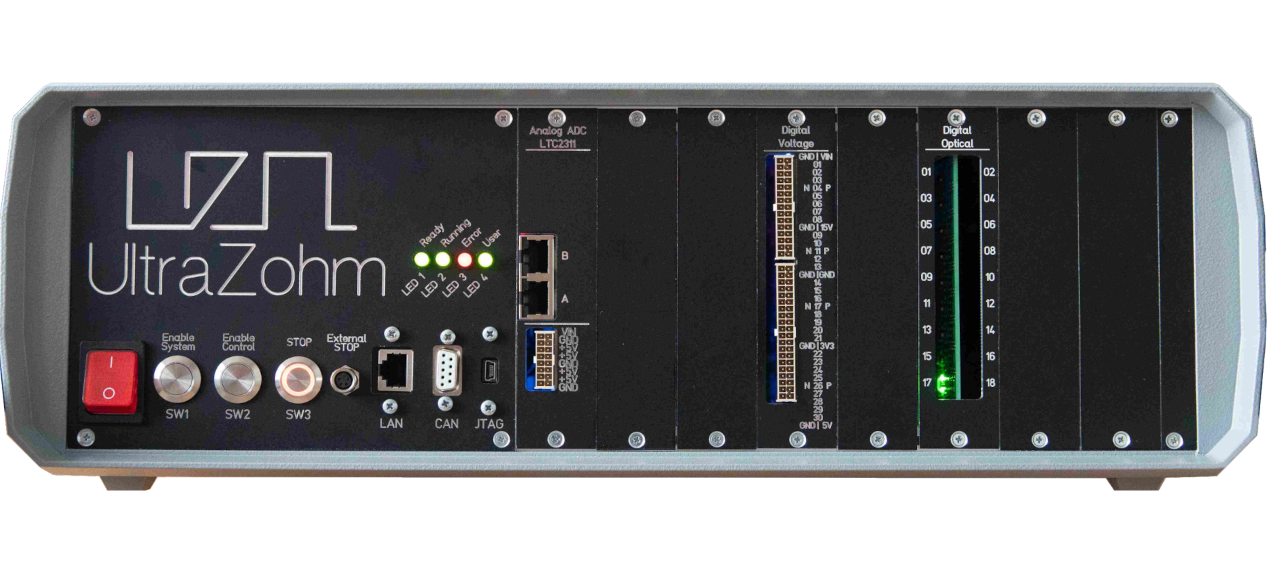 UltraZohm
Ready
Running
Error
User
LED 1
LED 2
LED 3
LED 4
Enable
System
Enable
Control
STOP
External
STOP
I
O
SW1
SW2
SW3
LAN
CAN
JTAG
Analog ADC
LTC2311
B
A
VIN
GND
GND
Digital
Voltage
GND|VIN
01
02
03
N 04 P
05
06
07
08
GND|15V
09
10
N 11 P
12
13
GND|GND
14
15
16
N 17 P
18
19
20
21
GND|3V3
22
23
24
25
N 26 P
27
28
29
30
GND|5V
Digital
Optical
01 02
03 04
05 06
07 08
09 10
11 12
13 14
15 16
17 18